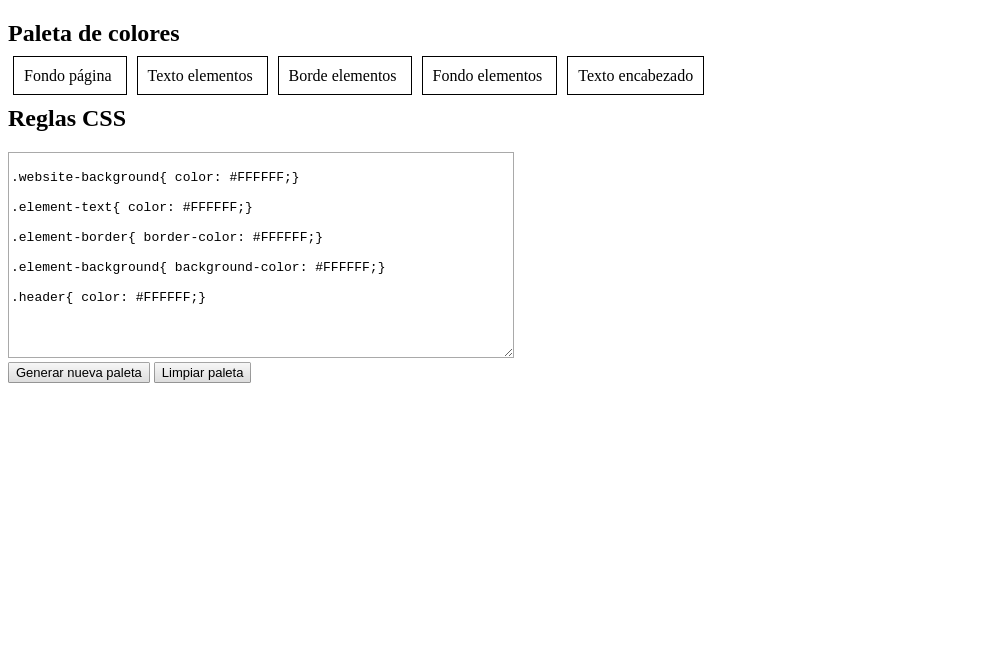 Paleta de colores
Fondo página Texto elementos Borde elementos Fondo elementos Texto encabezado
Reglas CSS
.website-background{ color: #FFFFFF;}
.element-text{ color: #FFFFFF;}
.element-border{ border-color: #FFFFFF;}
.element-background{ background-color: #FFFFFF;}
.header{ color: #FFFFFF;}
Generar nueva paleta Limpiar paleta